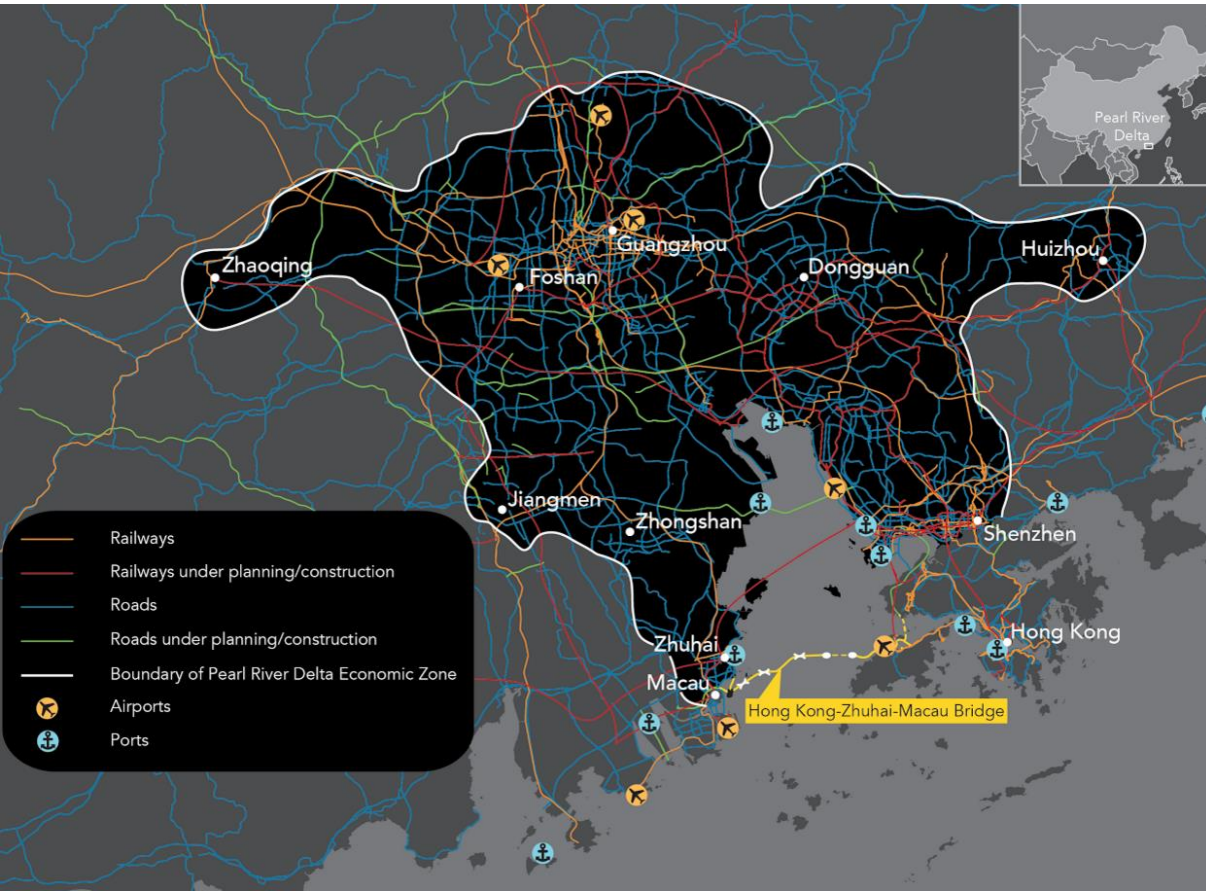 Pearl River
Delta
Guangzhou
Huizhou
Zhaoqing
Dongguan
Foshan
Jiangmen
Zhongshan
Shenzhen
Railways
Railways under planning/construction
Roads
Roads under planning/construction
Boundary of Pearl River Delta Economic Zone
Airports
Ports
Hong Kong
Zhuhai
Macau
Hong Kong-Zhuhai-Macau Bridge